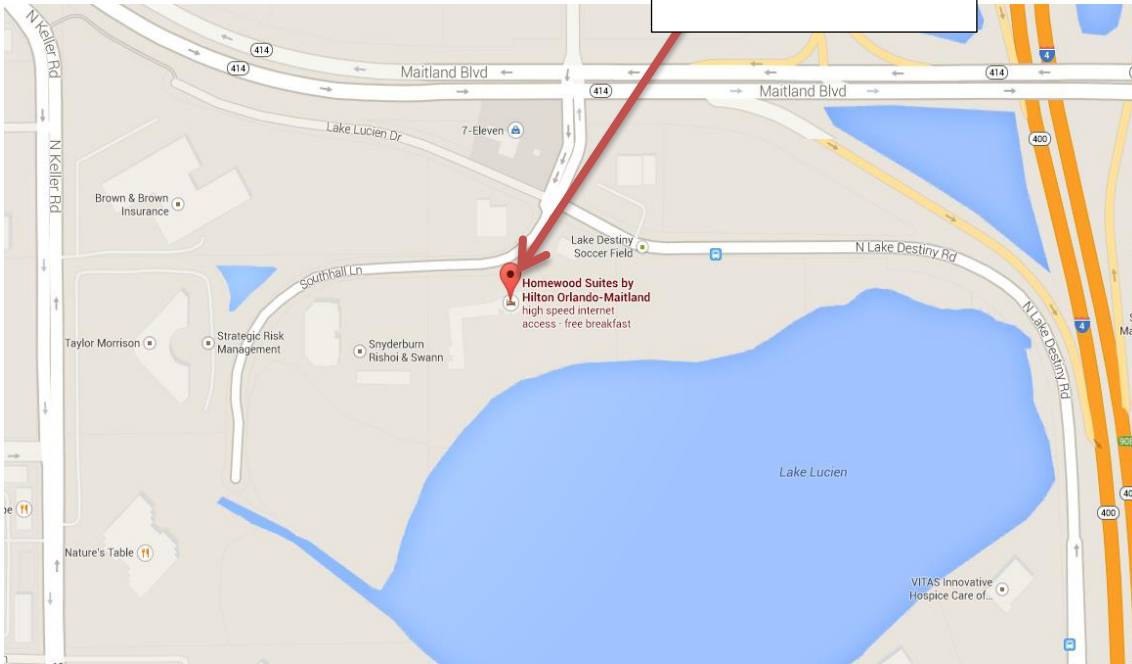 N Keller Rd
414
414
Maitland Blvd
414
414
Maitland Blvd
4
400
Lake Lucien Dr
7-Eleven
N Keller Rd
Brown & Brown
Insurance
Lake Destiny
Soccer Field
N Lake Destiny Rd
Southhall Ln
Homewood Suites by
Hilton Orlando-Maitland
high speed internet
access · free breakfast
Taylor Morrison
Strategic Risk
Management
Snyderburn
Rishoi & Swann
N Lake Destiny Rd
4
Lake Lucien
400
Nature's Table
VITAS Innovative
Hospice Care of...